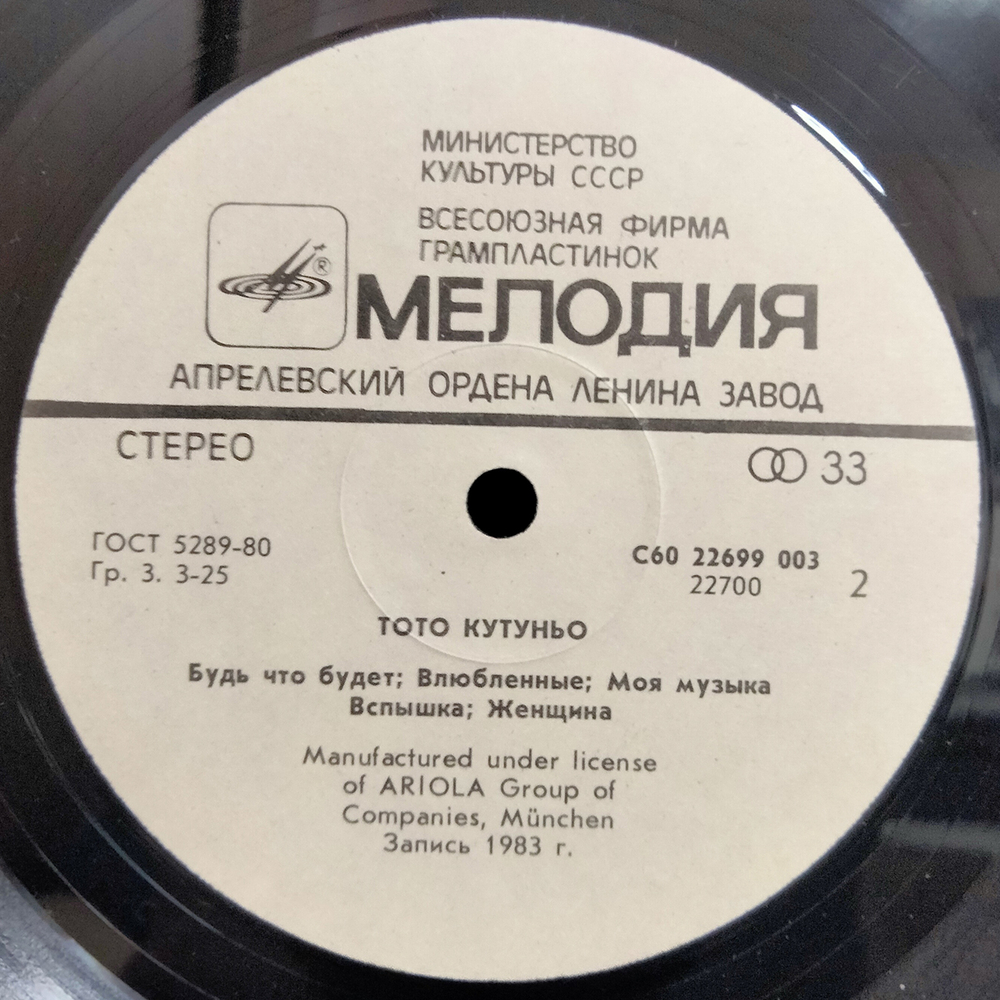 МИНИСТЕРСТВО
КУЛЬТУРЫ СССР
ВСЕСОЮЗНАЯ ФИРМА
ГРАМПЛАСТИНОК
®
МЕЛОДИЯ
АПРЕЛЕВСКИЙ ОРДЕНА ЛЕНИНА ЗАВОД
СТЕРЕО
33
ГОСТ 5289-80
Гр. 3. 3-25
С60 22699 003
22700
2
ТОТО КУТУНЬО
Будь что будет; Влюбленные; Моя музыка
Вспышка; Женщина
Manufactured under license
of ARIOLA Group of
Companies, München
Запись 1983 г.